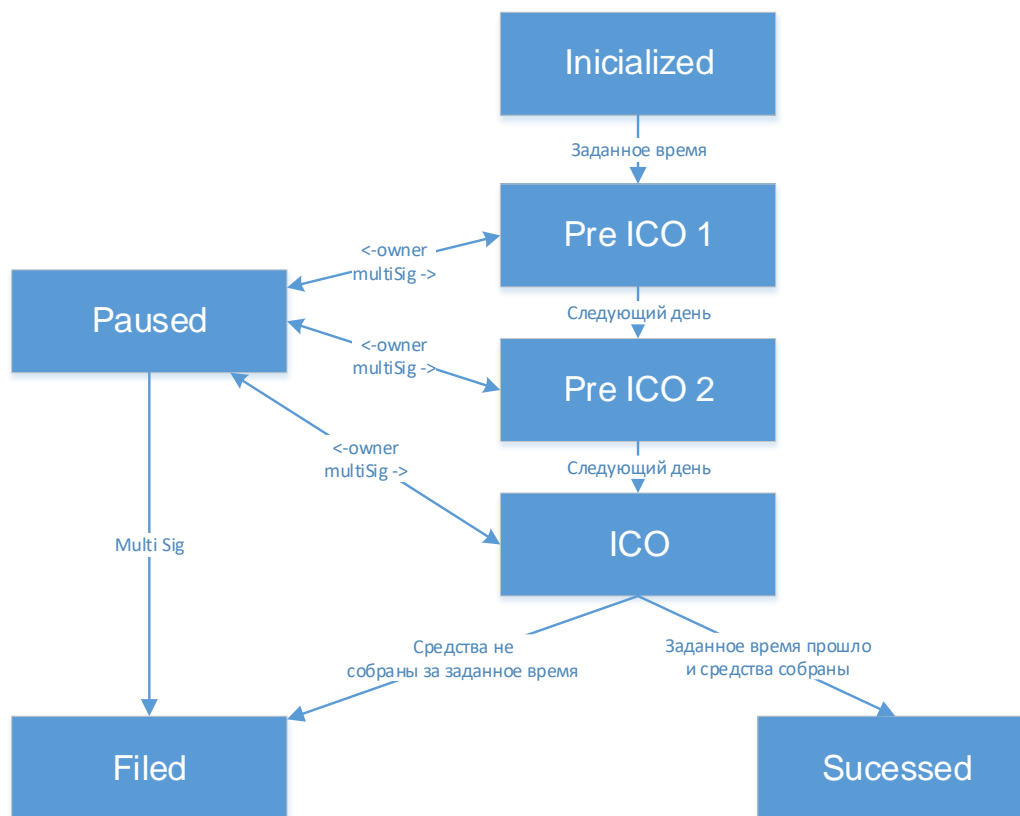 Inicialized
Заданное время
Pre ICO 1
<-owner
multiSig ->
Paused
Следующий день
<-owner
multiSig ->
Pre ICO 2
<-owner
multiSig ->
Следующий день
ICO
Multi Sig
Средства не
собраны за заданное время
Заданное время прошло
и средства собраны
Filed
Sucessed